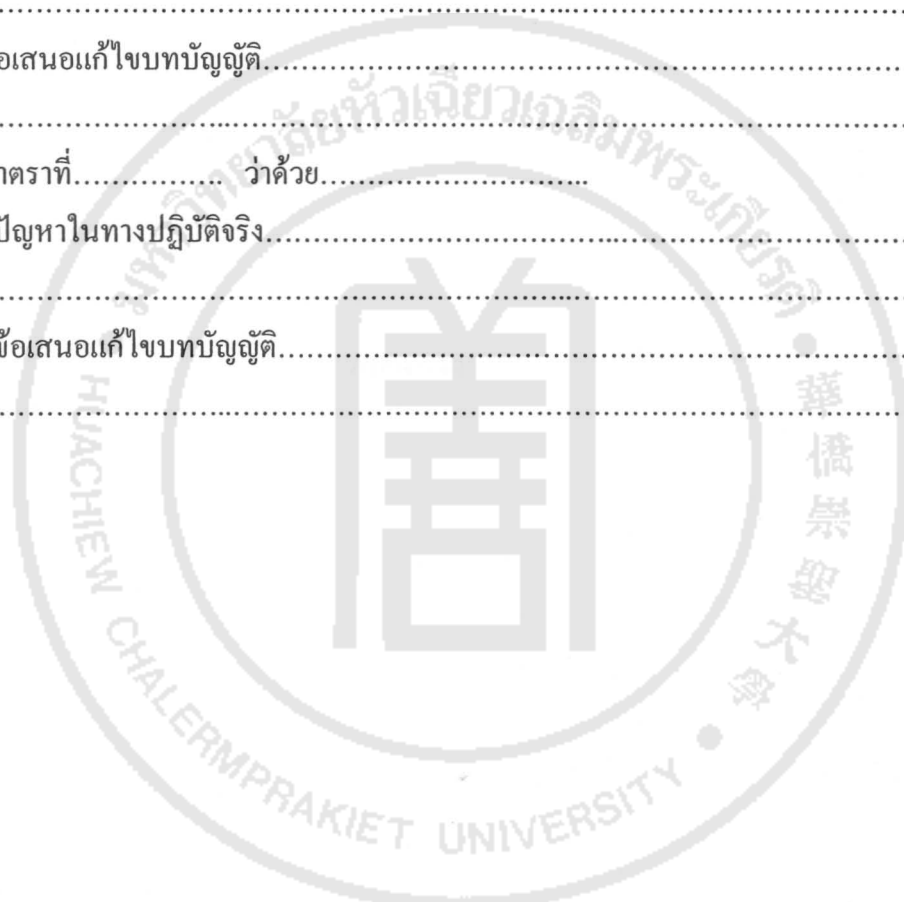 ..........................................................................................................
อเสนอแก้ไขบทบัญญัติ..........................................................................
..........................................................................................................
าตราที่................ ว่าด้วย.............................
ปัญหาในทางปฏิบัติจริง..........................................................................
..........................................................................................................
ข้อเสนอแก้ไขบทบัญญัติ..........................................................................
..........................................................................................................
มหาวิทยาลัยหัวเฉียวเฉลิมพระเกียรติ
華僑崇聖大學
HUACHIEW CHALERMPRAKIET UNIVERSITY